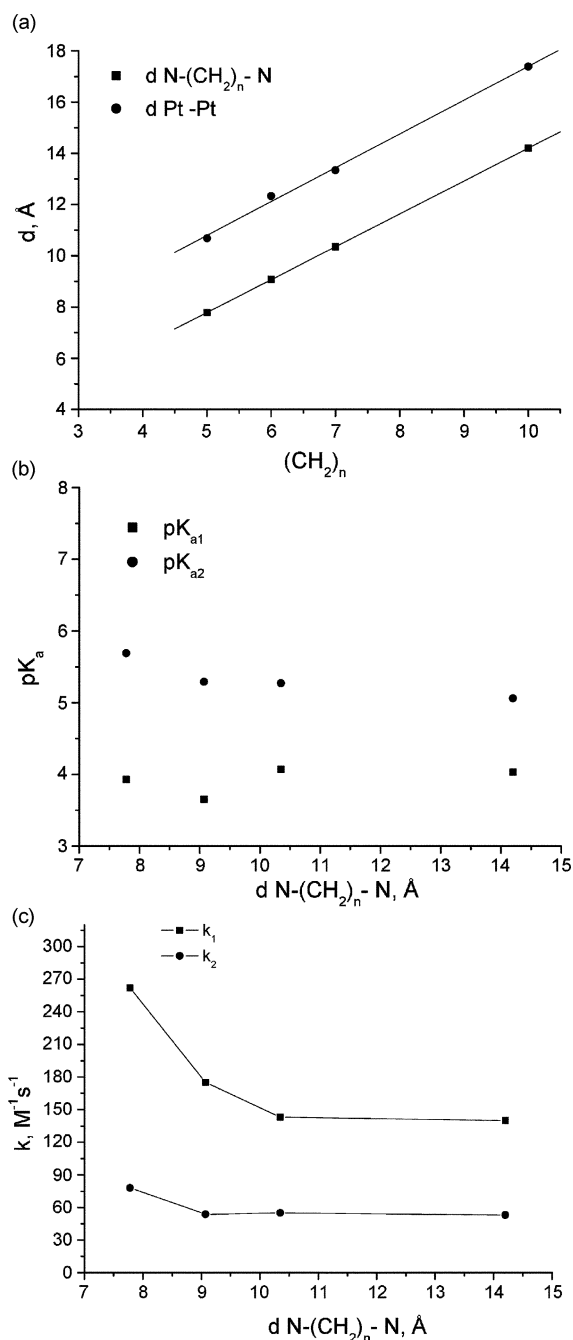 (a)
18
16
14
12
10
8
6
4
d, Å
d N-(CH₂)ₙ- N
d Pt -Pt
3 4 5 6 7 8 9 10
(CH₂)ₙ
(b)
8
7
6
5
4
3
pKₐ
pKₐ₁
pKₐ₂
7 8 9 10 11 12 13 14 15
d N-(CH₂)ₙ- N, Å
(c)
300
270
240
210
180
150
120
90
60
30
0
k, M⁻¹s⁻¹
k₁
k₂
7 8 9 10 11 12 13 14 15
d N-(CH₂)ₙ- N, Å